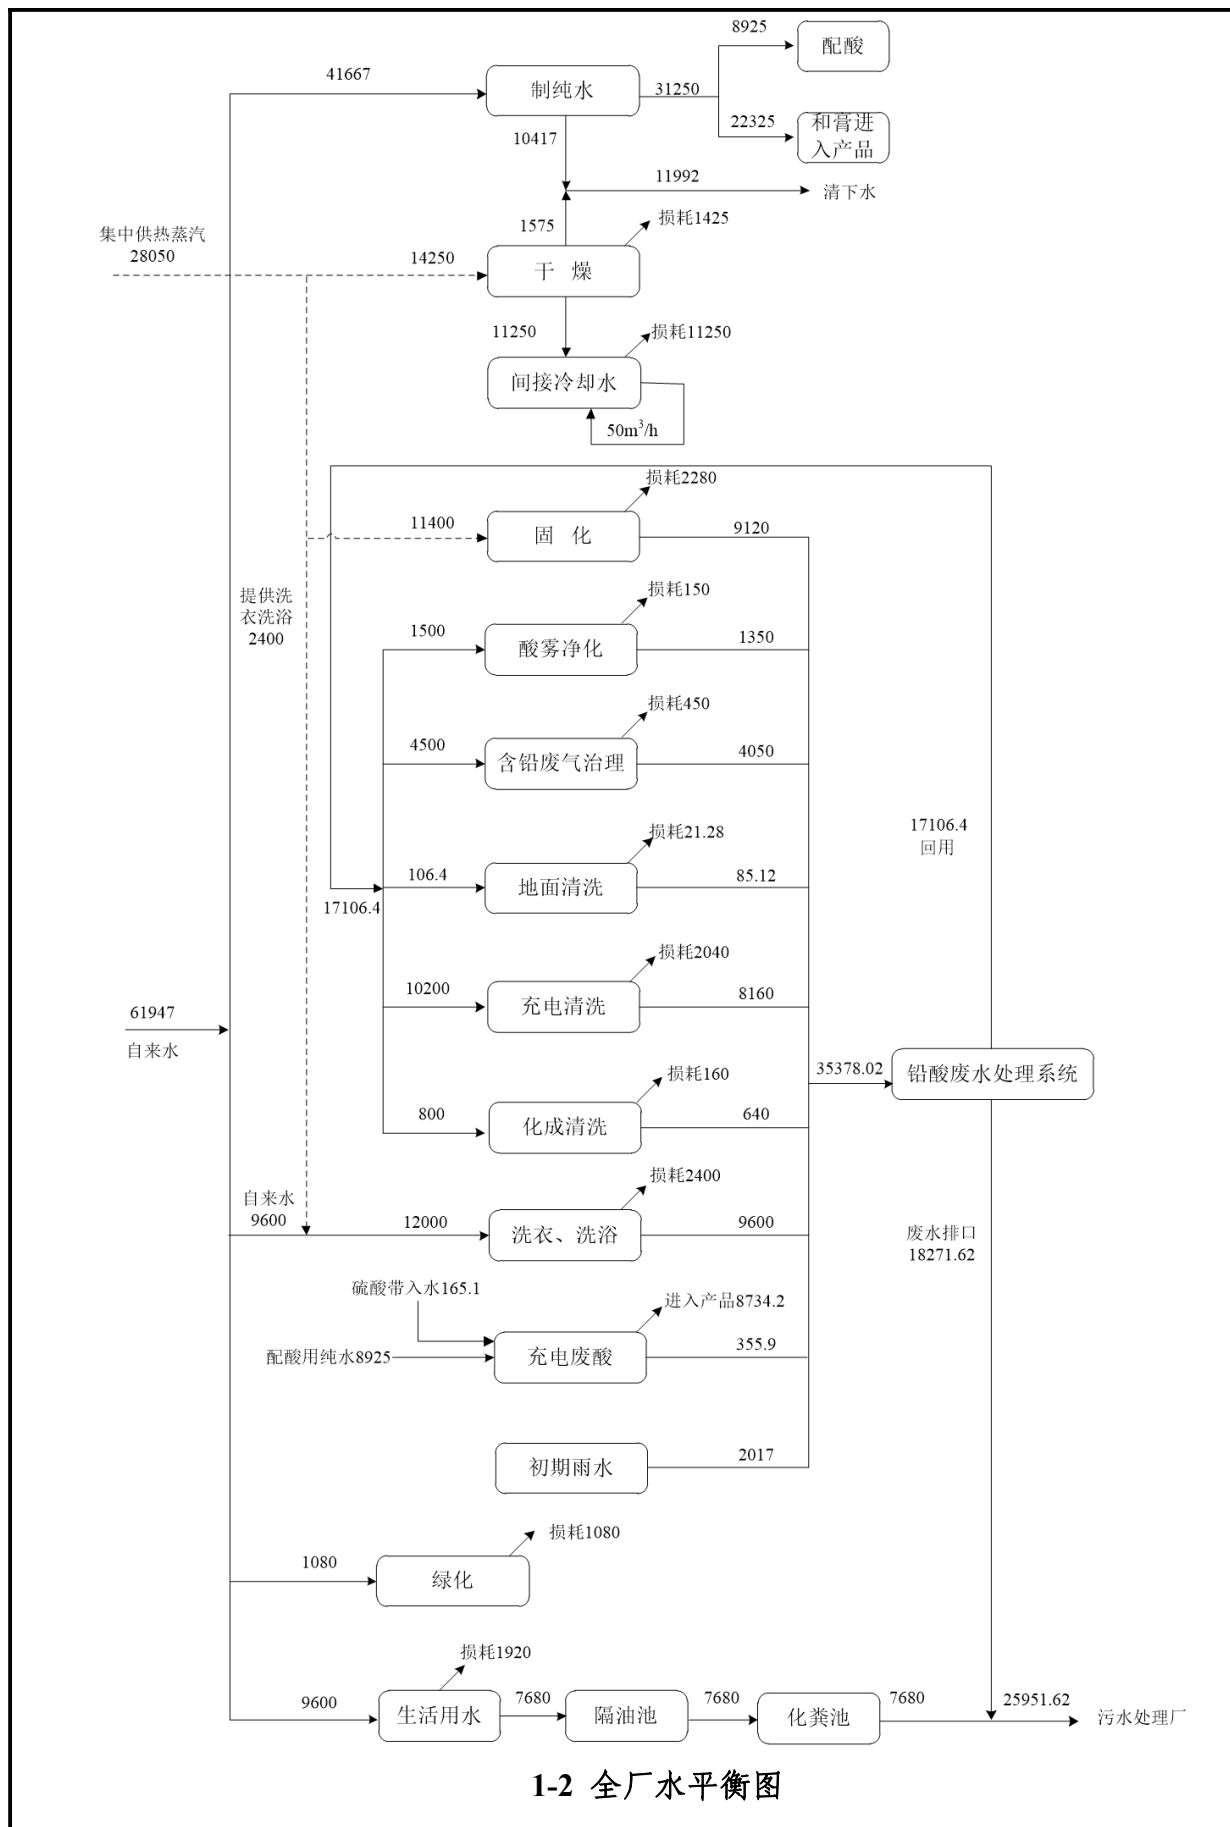 8925
配酸
41667
制纯水
31250
22325
和膏进
入产品
10417
11992
清下水
1575
损耗1425
集中供热蒸汽
28050
14250
干 燥
11250
损耗11250
间接冷却水
50m³/h
损耗2280
11400
固 化
9120
提供洗
衣洗浴
2400
损耗150
1500
酸雾净化
1350
损耗450
4500
含铅废气治理
4050
17106.4
回用
损耗21.28
106.4
地面清洗
85.12
17106.4
损耗2040
10200
充电清洗
8160
61947
自来水
35378.02
铅酸废水处理系统
损耗160
800
化成清洗
640
损耗2400
自来水
9600
12000
洗衣、洗浴
9600
废水排口
18271.62
硫酸带入水165.1
进入产品8734.2
配酸用纯水8925
充电废酸
355.9
初期雨水
2017
损耗1080
1080
绿化
损耗1920
9600
生活用水
7680
隔油池
7680
化粪池
7680
25951.62
污水处理厂
1-2 全厂水平衡图